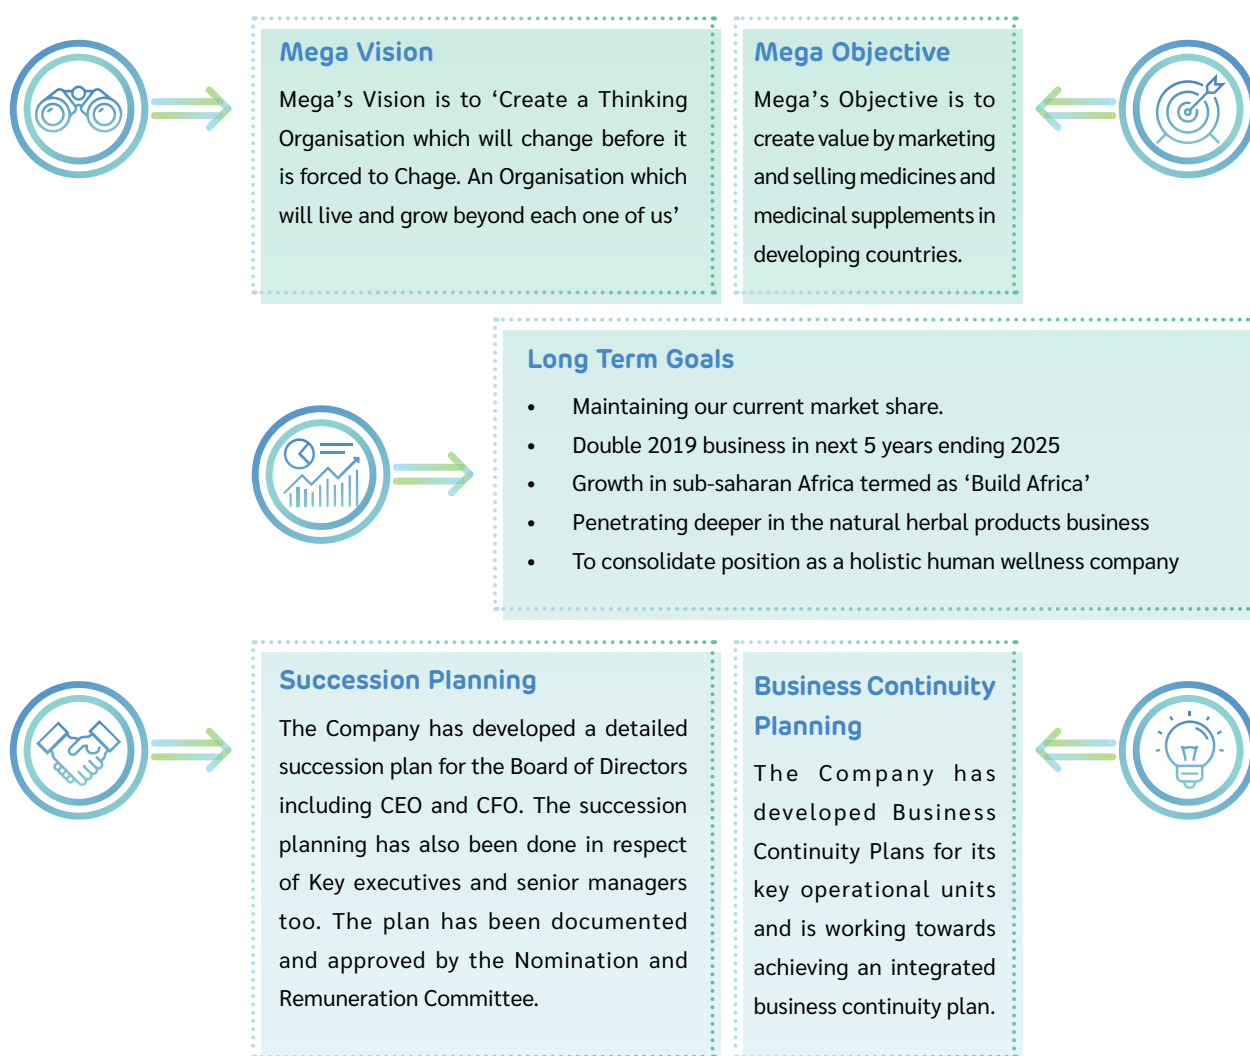 Mega Vision
Mega’s Vision is to ‘Create a Thinking
Organisation which will change before it
is forced to Chage. An Organisation which
will live and grow beyond each one of us’
Mega Objective
Mega’s Objective is to
create value by marketing
and selling medicines and
medicinal supplements in
developing countries.
Long Term Goals
• Maintaining our current market share.
• Double 2019 business in next 5 years ending 2025
• Growth in sub-saharan Africa termed as ‘Build Africa’
• Penetrating deeper in the natural herbal products business
• To consolidate position as a holistic human wellness company
Succession Planning
The Company has developed a detailed
succession plan for the Board of Directors
including CEO and CFO. The succession
planning has also been done in respect
of Key executives and senior managers
too. The plan has been documented
and approved by the Nomination and
Remuneration Committee.
Business Continuity
Planning
The Company has
developed Business
Continuity Plans for its
key operational units
and is working towards
achieving an integrated
business continuity plan.